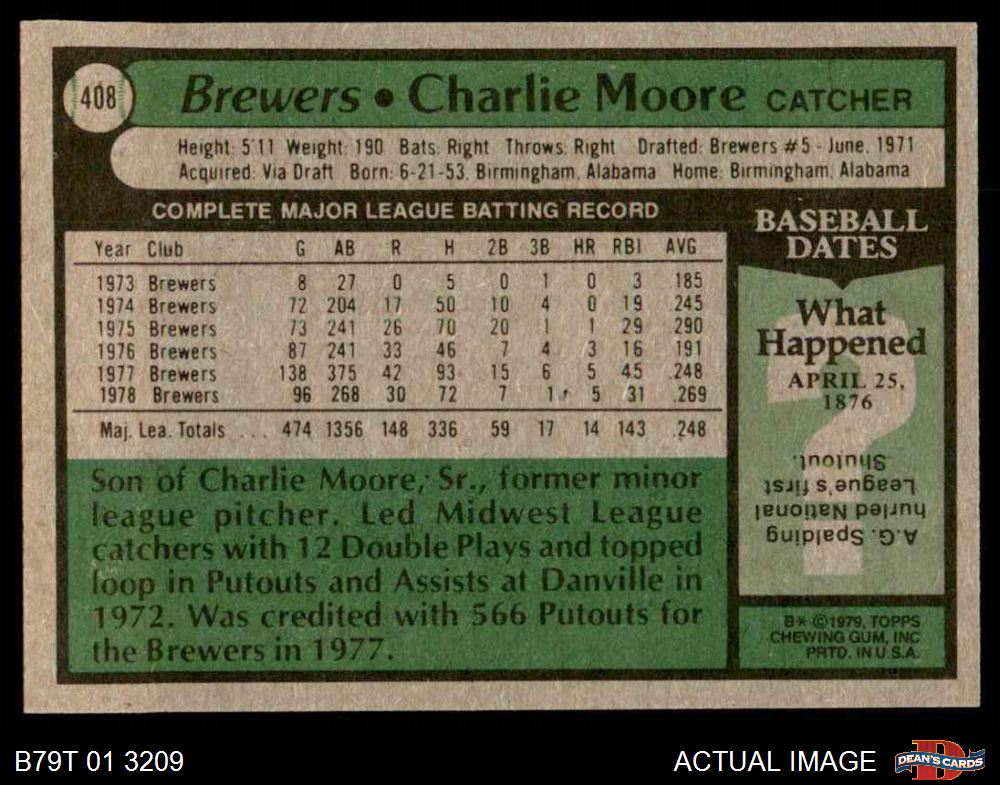 408
Brewers • Charlie Moore CATCHER
Height: 5'11 Weight: 190 Bats: Right Throws: Right Drafted: Brewers #5 - June, 1971
Acquired: Via Draft Born: 6-21-53, Birmingham, Alabama Home: Birmingham, Alabama
COMPLETE MAJOR LEAGUE BATTING RECORD
Year Club G AB R H 2B 3B HR RBI AVG
1973 Brewers 8 27 0 5 0 1 0 3 .185
1974 Brewers 72 204 17 50 10 4 0 19 .245
1975 Brewers 73 241 26 70 20 1 1 29 .290
1976 Brewers 87 241 33 46 7 4 3 16 .191
1977 Brewers 138 375 42 93 15 6 5 45 .248
1978 Brewers 96 268 30 72 7 1 5 31 .269
Maj. Lea. Totals ... 474 1356 148 336 59 17 14 143 .248
Son of Charlie Moore, Sr., former minor
league pitcher. Led Midwest League
catchers with 12 Double Plays and topped
loop in Putouts and Assists at Danville in
1972. Was credited with 566 Putouts for
the Brewers in 1977.
BASEBALL
DATES
What
Happened
APRIL 25,
1876
?
A.G. Spalding
hurled National
League's first
Shutout.
B* ©1979, TOPPS
CHEWING GUM, INC
PRTD. IN U.S.A.
B79T 01 3209
ACTUAL IMAGE
D
DEAN'S CARDS